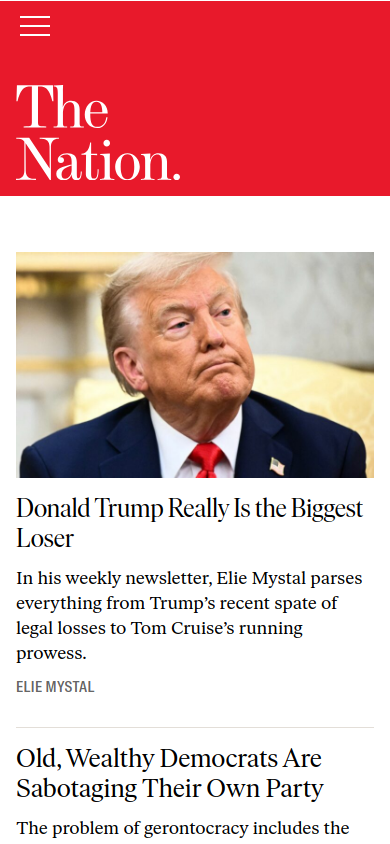 The
Nation.
Donald Trump Really Is the Biggest
Loser
In his weekly newsletter, Elie Mystal parses
everything from Trump’s recent spate of
legal losses to Tom Cruise’s running
prowess.
ELIE MYSTAL
Old, Wealthy Democrats Are
Sabotaging Their Own Party
The problem of gerontocracy includes the